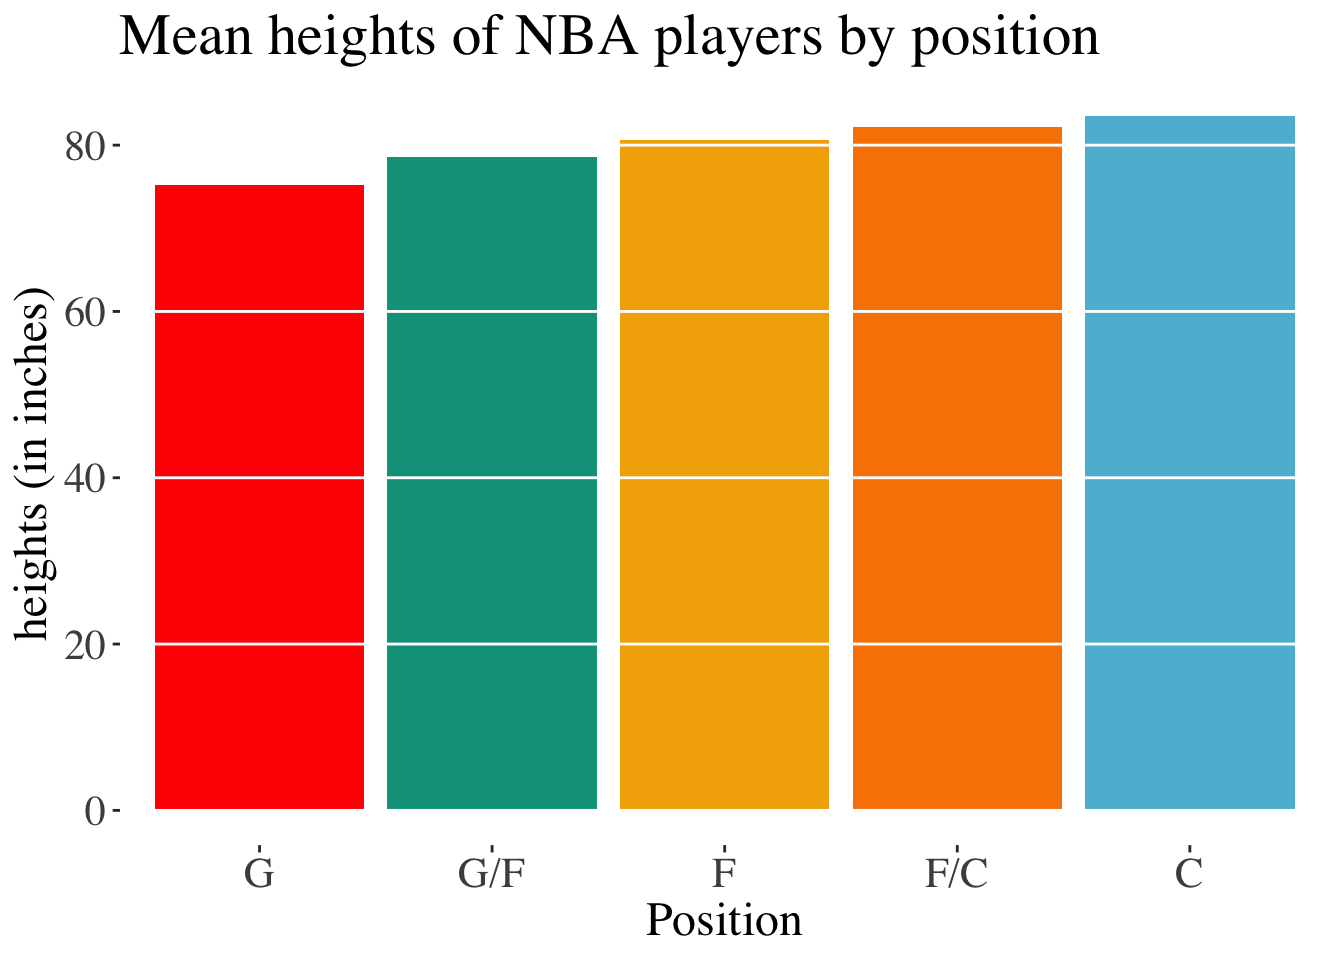 Mean heights of NBA players by position
heights (in inches)
80
60
40
20
0
G
G/F
F
F/C
C
Position